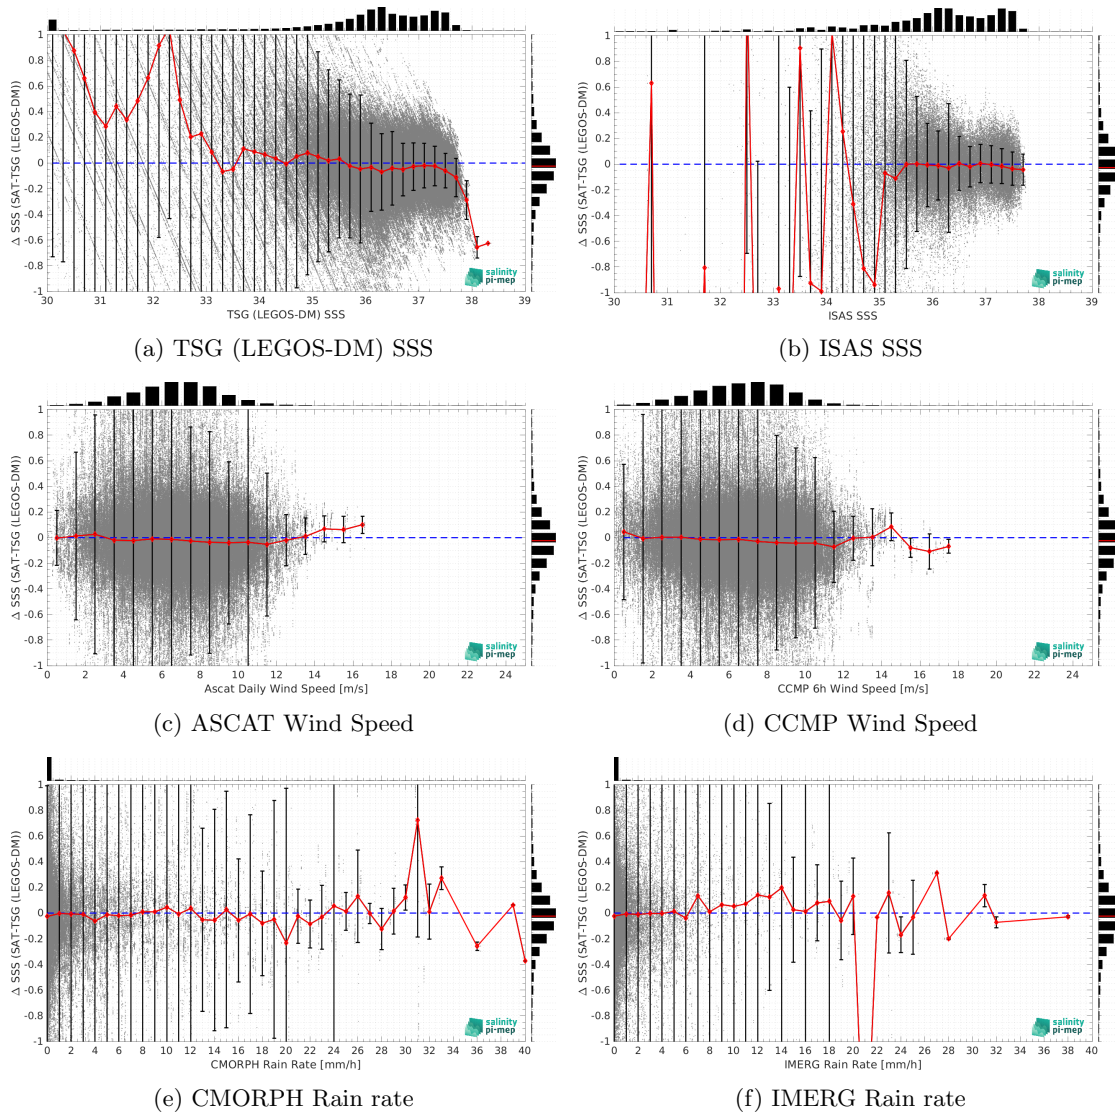 Δ SSS (SAT-TSG (LEGOS-DM))
1
0.8
0.6
0.4
0.2
0
-0.2
-0.4
-0.6
-0.8
-1
salinity
pi-mep
30 31 32 33 34 35 36 37 38 39
TSG (LEGOS-DM) SSS
(a) TSG (LEGOS-DM) SSS
Δ SSS (SAT-TSG (LEGOS-DM))
1
0.8
0.6
0.4
0.2
0
-0.2
-0.4
-0.6
-0.8
-1
salinity
pi-mep
30 31 32 33 34 35 36 37 38 39
ISAS SSS
(b) ISAS SSS
Δ SSS (SAT-TSG (LEGOS-DM))
1
0.8
0.6
0.4
0.2
0
-0.2
-0.4
-0.6
-0.8
-1
salinity
pi-mep
0 2 4 6 8 10 12 14 16 18 20 22 24
Ascat Daily Wind Speed [m/s]
(c) ASCAT Wind Speed
Δ SSS (SAT-TSG (LEGOS-DM))
1
0.8
0.6
0.4
0.2
0
-0.2
-0.4
-0.6
-0.8
-1
salinity
pi-mep
0 2 4 6 8 10 12 14 16 18 20 22 24
CCMP 6h Wind Speed [m/s]
(d) CCMP Wind Speed
Δ SSS (SAT-TSG (LEGOS-DM))
1
0.8
0.6
0.4
0.2
0
-0.2
-0.4
-0.6
-0.8
-1
salinity
pi-mep
0 2 4 6 8 10 12 14 16 18 20 22 24 26 28 30 32 34 36 38 40
CMORPH Rain Rate [mm/h]
(e) CMORPH Rain rate
Δ SSS (SAT-TSG (LEGOS-DM))
1
0.8
0.6
0.4
0.2
0
-0.2
-0.4
-0.6
-0.8
-1
salinity
pi-mep
0 2 4 6 8 10 12 14 16 18 20 22 24 26 28 30 32 34 36 38 40
IMERG Rain Rate [mm/h]
(f) IMERG Rain rate